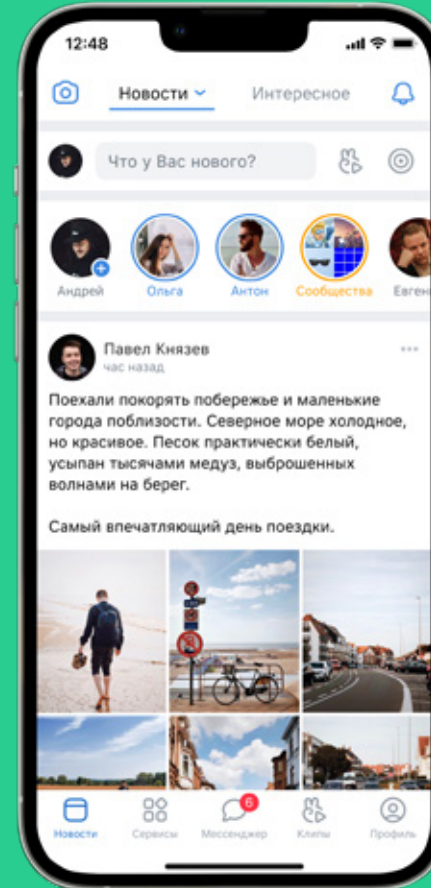 12:48
Новости
Интересное
Что у Вас нового?
Андрей
Ольга
Антон
Сообщества
Евген
Павел Князев
час назад
Поехали покорять побережье и маленькие
города поблизости. Северное море холодное,
но красивое. Песок практически белый,
усыпан тысячами медуз, выброшенных
волнами на берег.
Самый впечатляющий день поездки.
6
Новости
Сервисы
Мессенджер
Клипы
Профиль